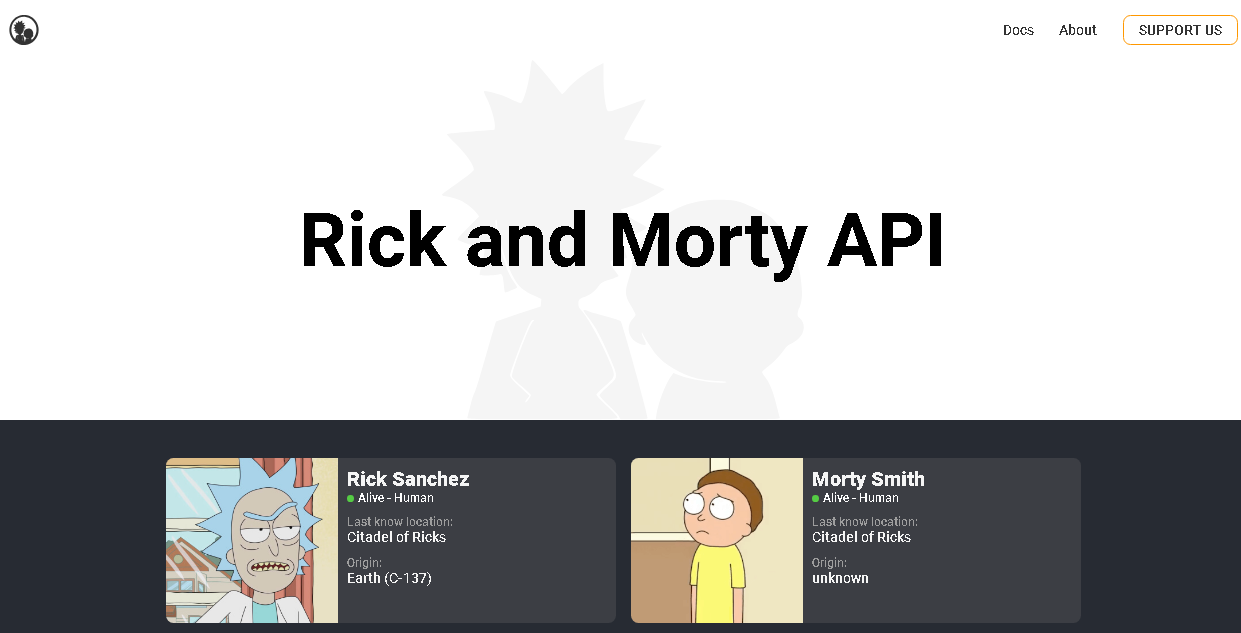 Docs
About
SUPPORT US
Rick and Morty API
Rick Sanchez
Alive - Human
Last know location:
Citadel of Ricks
Origin:
Earth (C-137)
Morty Smith
Alive - Human
Last know location:
Citadel of Ricks
Origin:
unknown